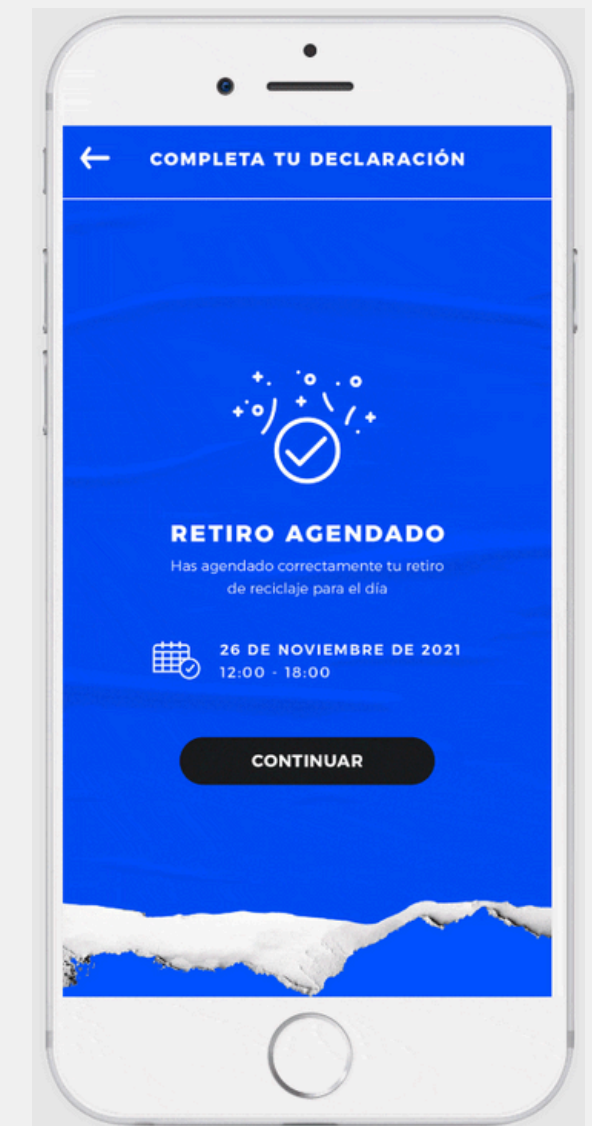 COMPLETA TU DECLARACIÓN
RETIRO AGENDADO
Has agendado correctamente tu retiro
de reciclaje para el día
26 DE NOVIEMBRE DE 2021
12:00 - 18:00
CONTINUAR